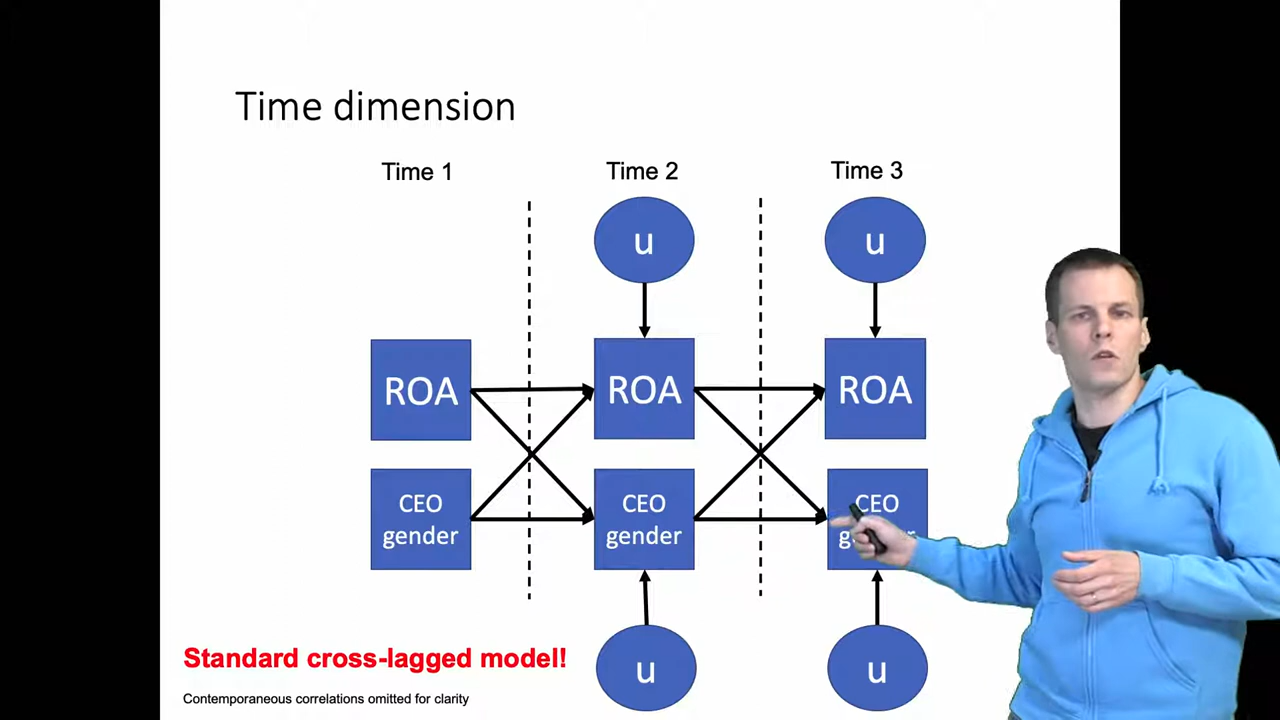 Time dimension
Time 1
Time 2
Time 3
u
u
ROA
ROA
ROA
CEO
gender
CEO
gender
CEO
u
u
Standard cross-lagged model!
Contemporaneous correlations omitted for clarity